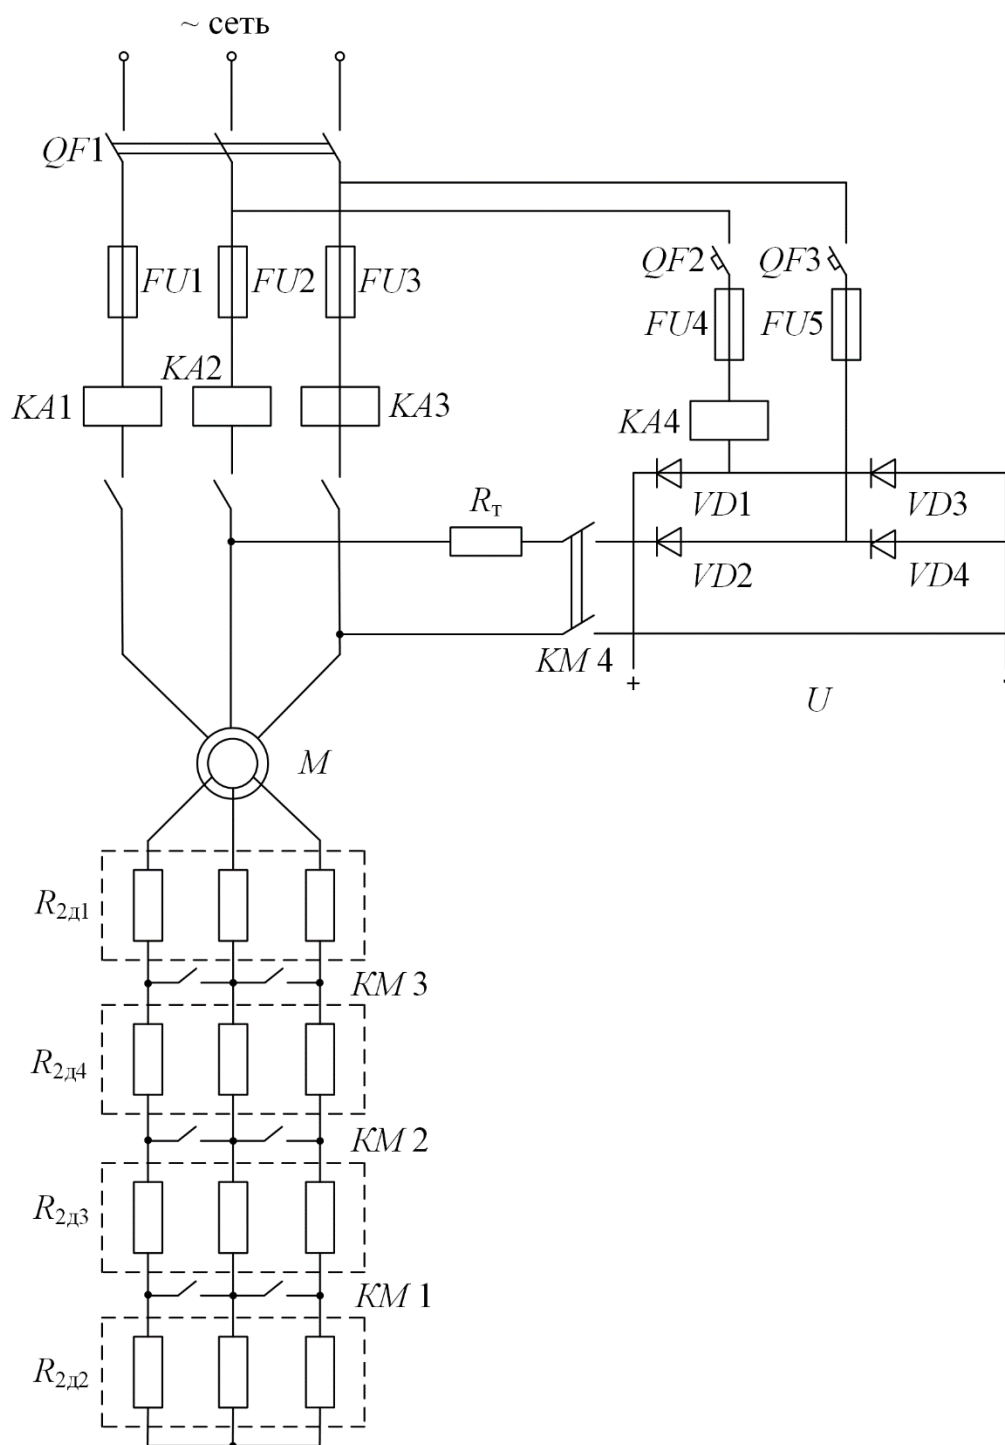 ~ сеть
QF1
QF2
QF3
FU1
FU2
FU3
FU4
FU5
KA1
KA2
KA3
KA4
VD1
VD3
Rт
VD2
VD4
KM 4
+
U
M
R2д1
KM 3
R2д4
KM 2
R2д3
KM 1
R2д2